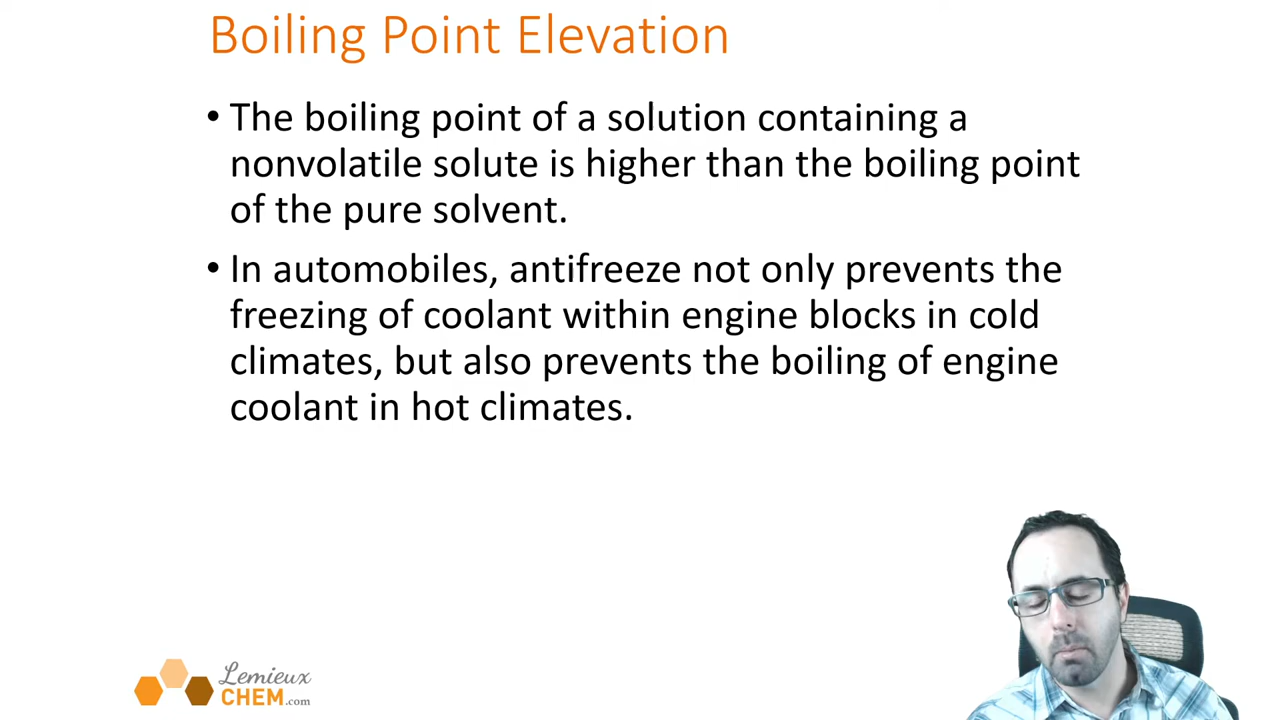 Boiling Point Elevation
• The boiling point of a solution containing a
nonvolatile solute is higher than the boiling point
of the pure solvent.
• In automobiles, antifreeze not only prevents the
freezing of coolant within engine blocks in cold
climates, but also prevents the boiling of engine
coolant in hot climates.
Lemieux
CHEM.com